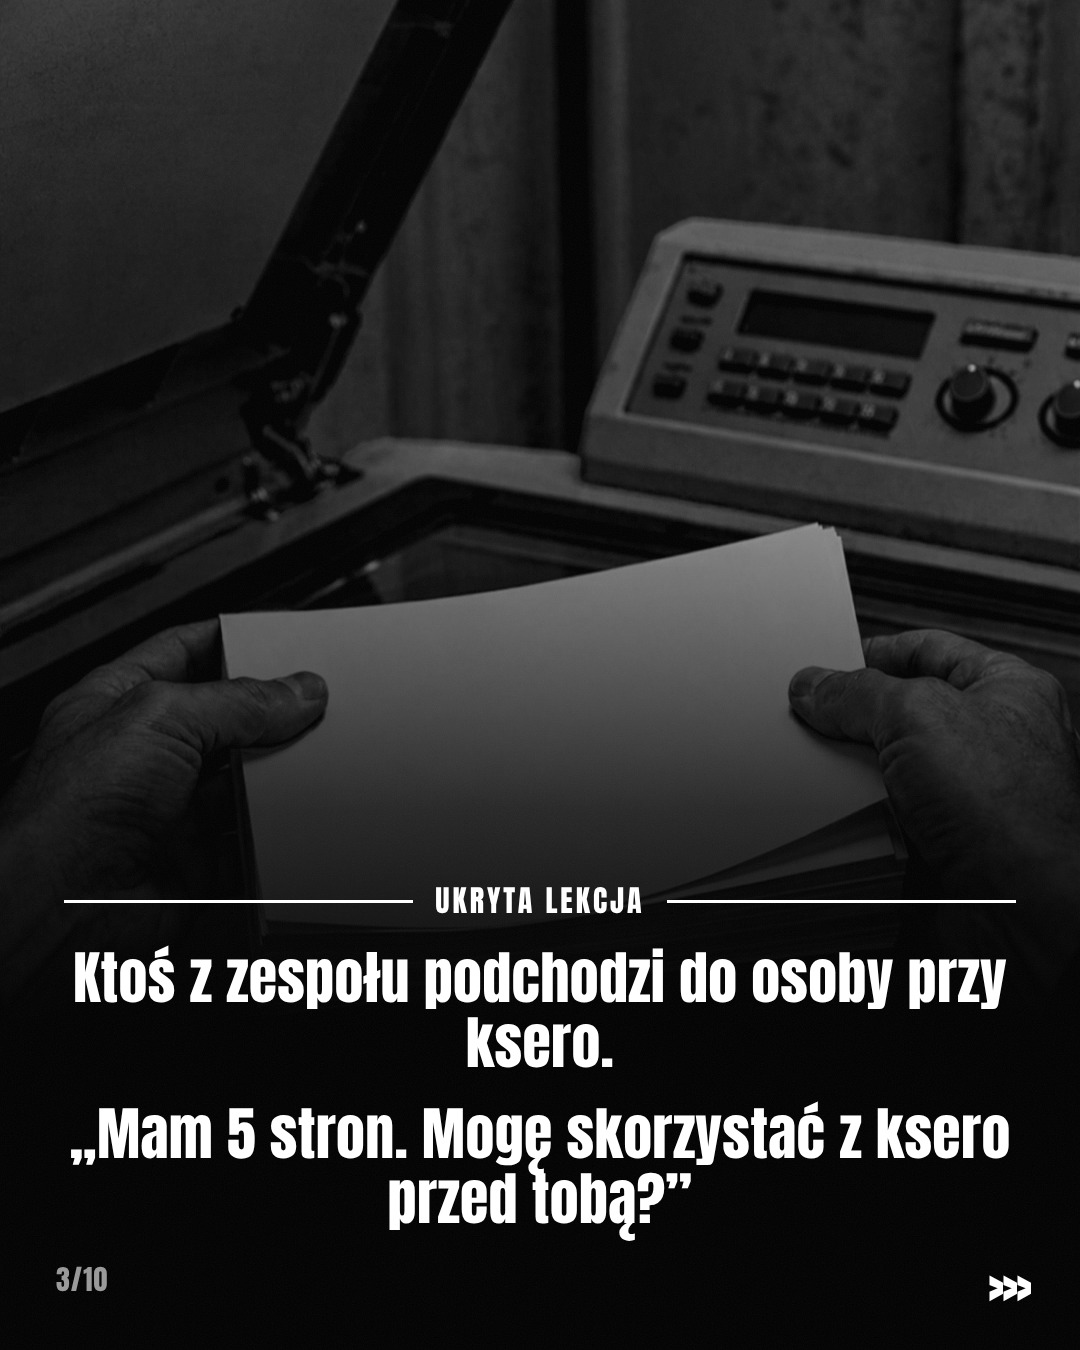 UKRYTA LEKCJA
Ktoś z zespołu podchodzi do osoby przy
ksero.
„Mam 5 stron. Mogę skorzystać z ksero
przed tobą?”
3/10
>>>